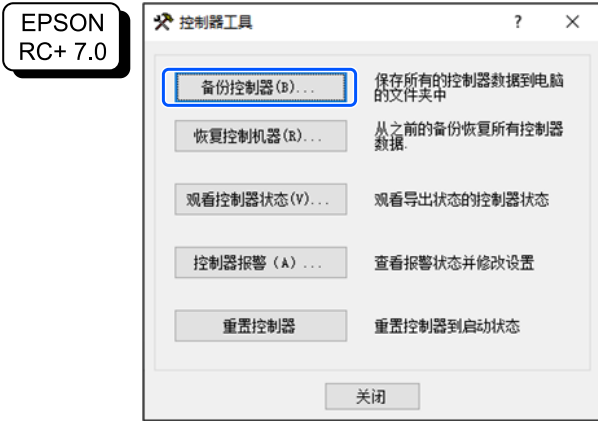 EPSON
RC+ 7.0
控制器工具
备份控制器(B)...
保存所有的控制器数据到电脑
的文件夹中
恢复控制机器(R)...
从之前的备份恢复所有控制器
数据.
观看控制器状态(V)...
观看导出状态的控制器状态
控制器报警 (A) ...
查看报警状态并修改设置
重置控制器
重置控制器到启动状态
关闭